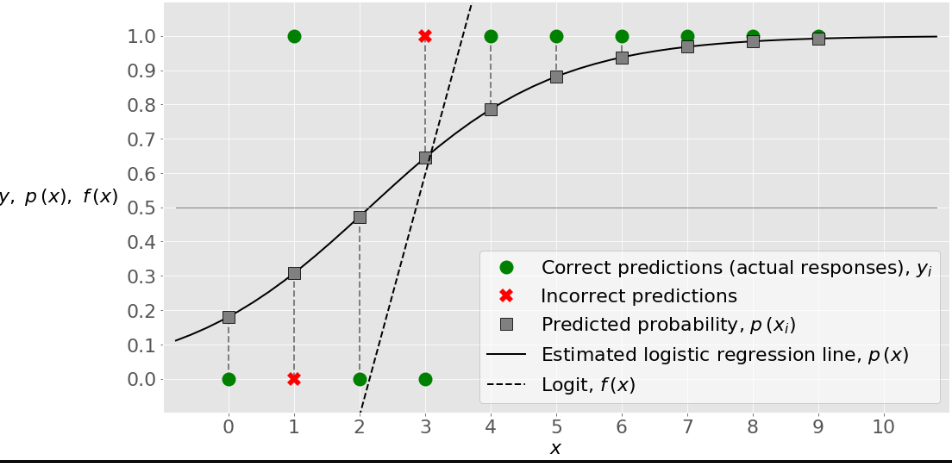 1.0
0.9
0.8
0.7
0.6
y, p (x), f (x)
0.5
0.4
0.3
0.2
0.1
0.0
Correct predictions (actual responses), yᵢ
Incorrect predictions
Predicted probability, p (xᵢ)
Estimated logistic regression line, p (x)
Logit, f (x)
0 1 2 3 4 5 6 7 8 9 10
x